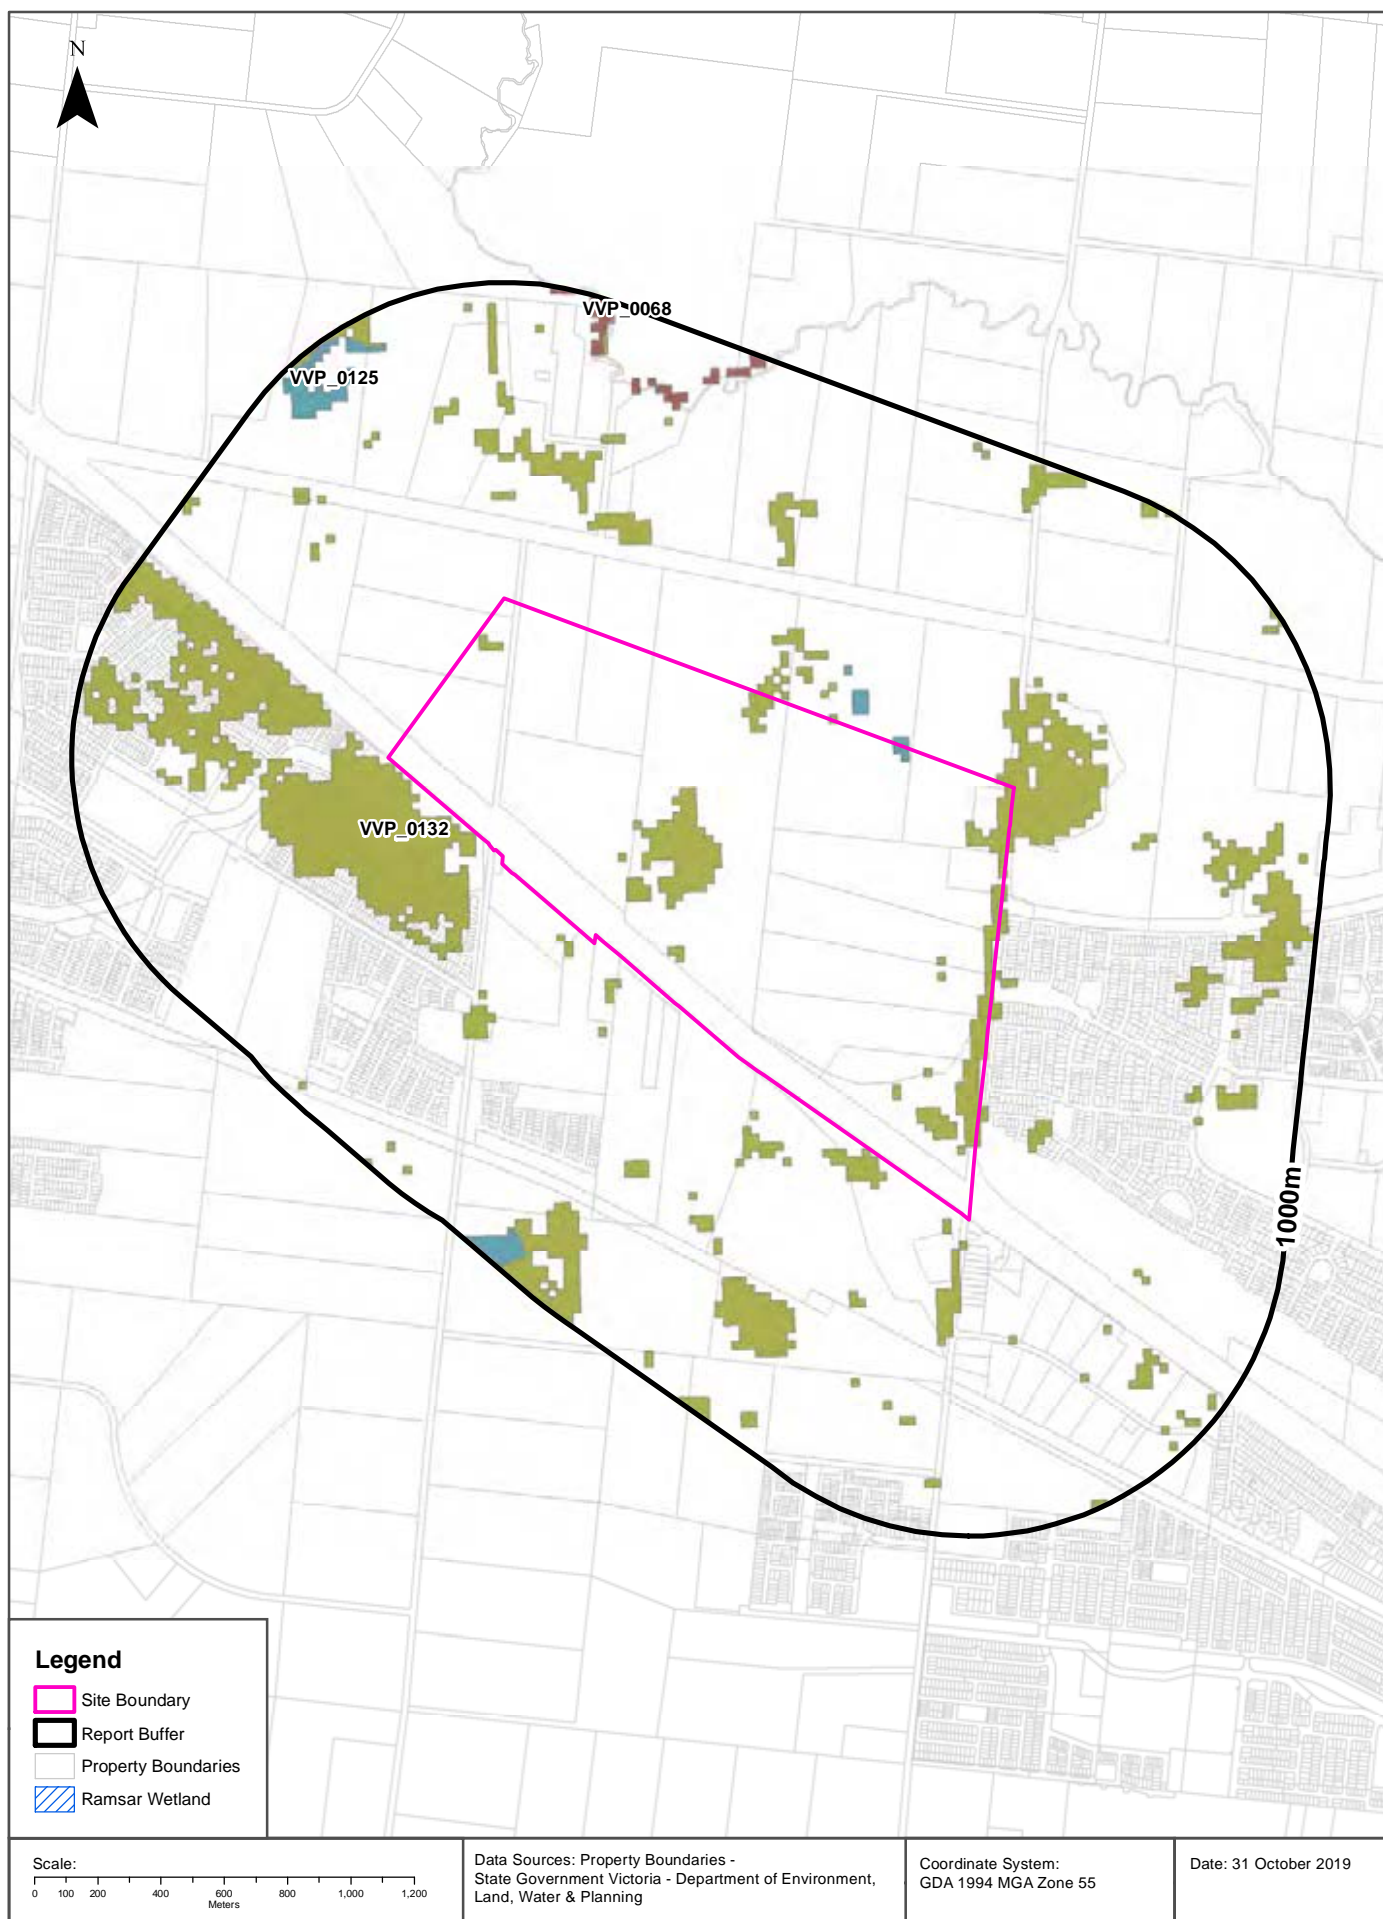 N
VVP_0068
VVP_0125
VVP_0132
1000m
Legend
Site Boundary
Report Buffer
Property Boundaries
Ramsar Wetland
Scale:
0 100 200 400 600 800 1,000 1,200
Meters
Data Sources: Property Boundaries -
State Government Victoria - Department of Environment,
Land, Water & Planning
Coordinate System:
GDA 1994 MGA Zone 55
Date: 31 October 2019